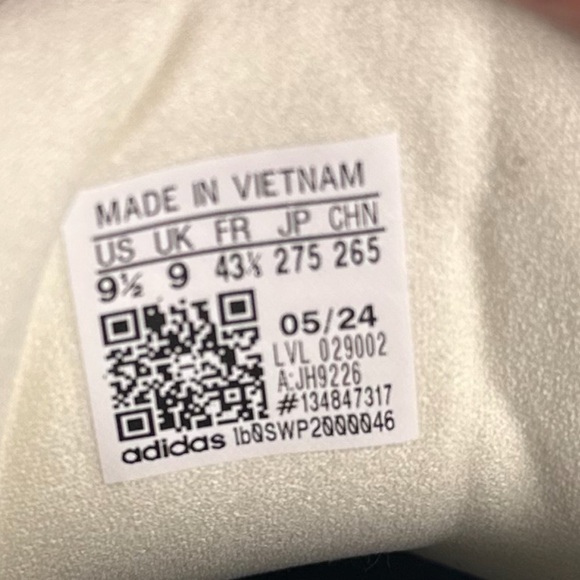 MADE IN VIETNAM
US UK FR JP CHN
9½ 9 43⅓ 275 265
05/24
LVL 029002
A:JH9226
#134847317
adidas 1b0SWP2000046